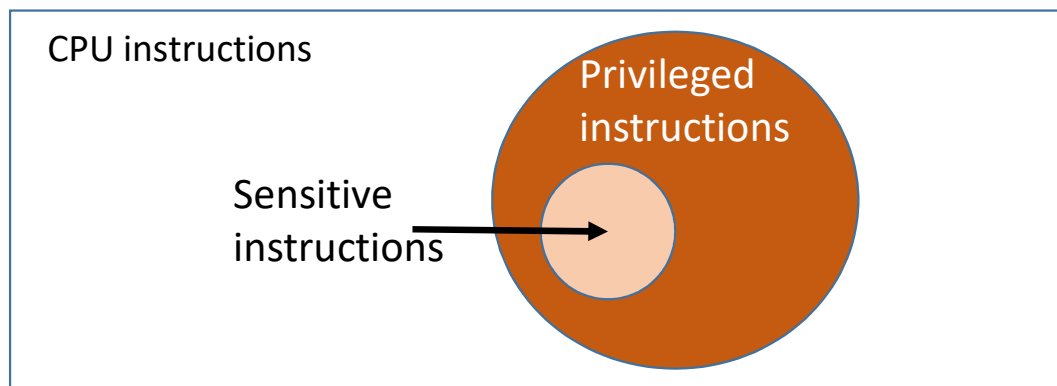 CPU instructions
Privileged
instructions
Sensitive
instructions